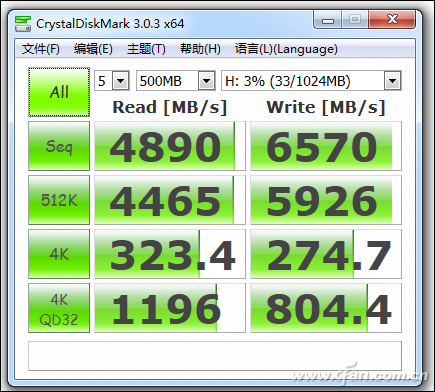 CrystalDiskMark 3.0.3 x64
文件(F) 编辑(E) 主题(T) 帮助(H) 语言(L)(Language)
All 5 500MB H: 3% (33/1024MB)
Read [MB/s] Write [MB/s]
Seq 4890 6570
512K 4465 5926
4K 323.4 274.7
4K QD32 1196 804.4
www.cfan.com.cn